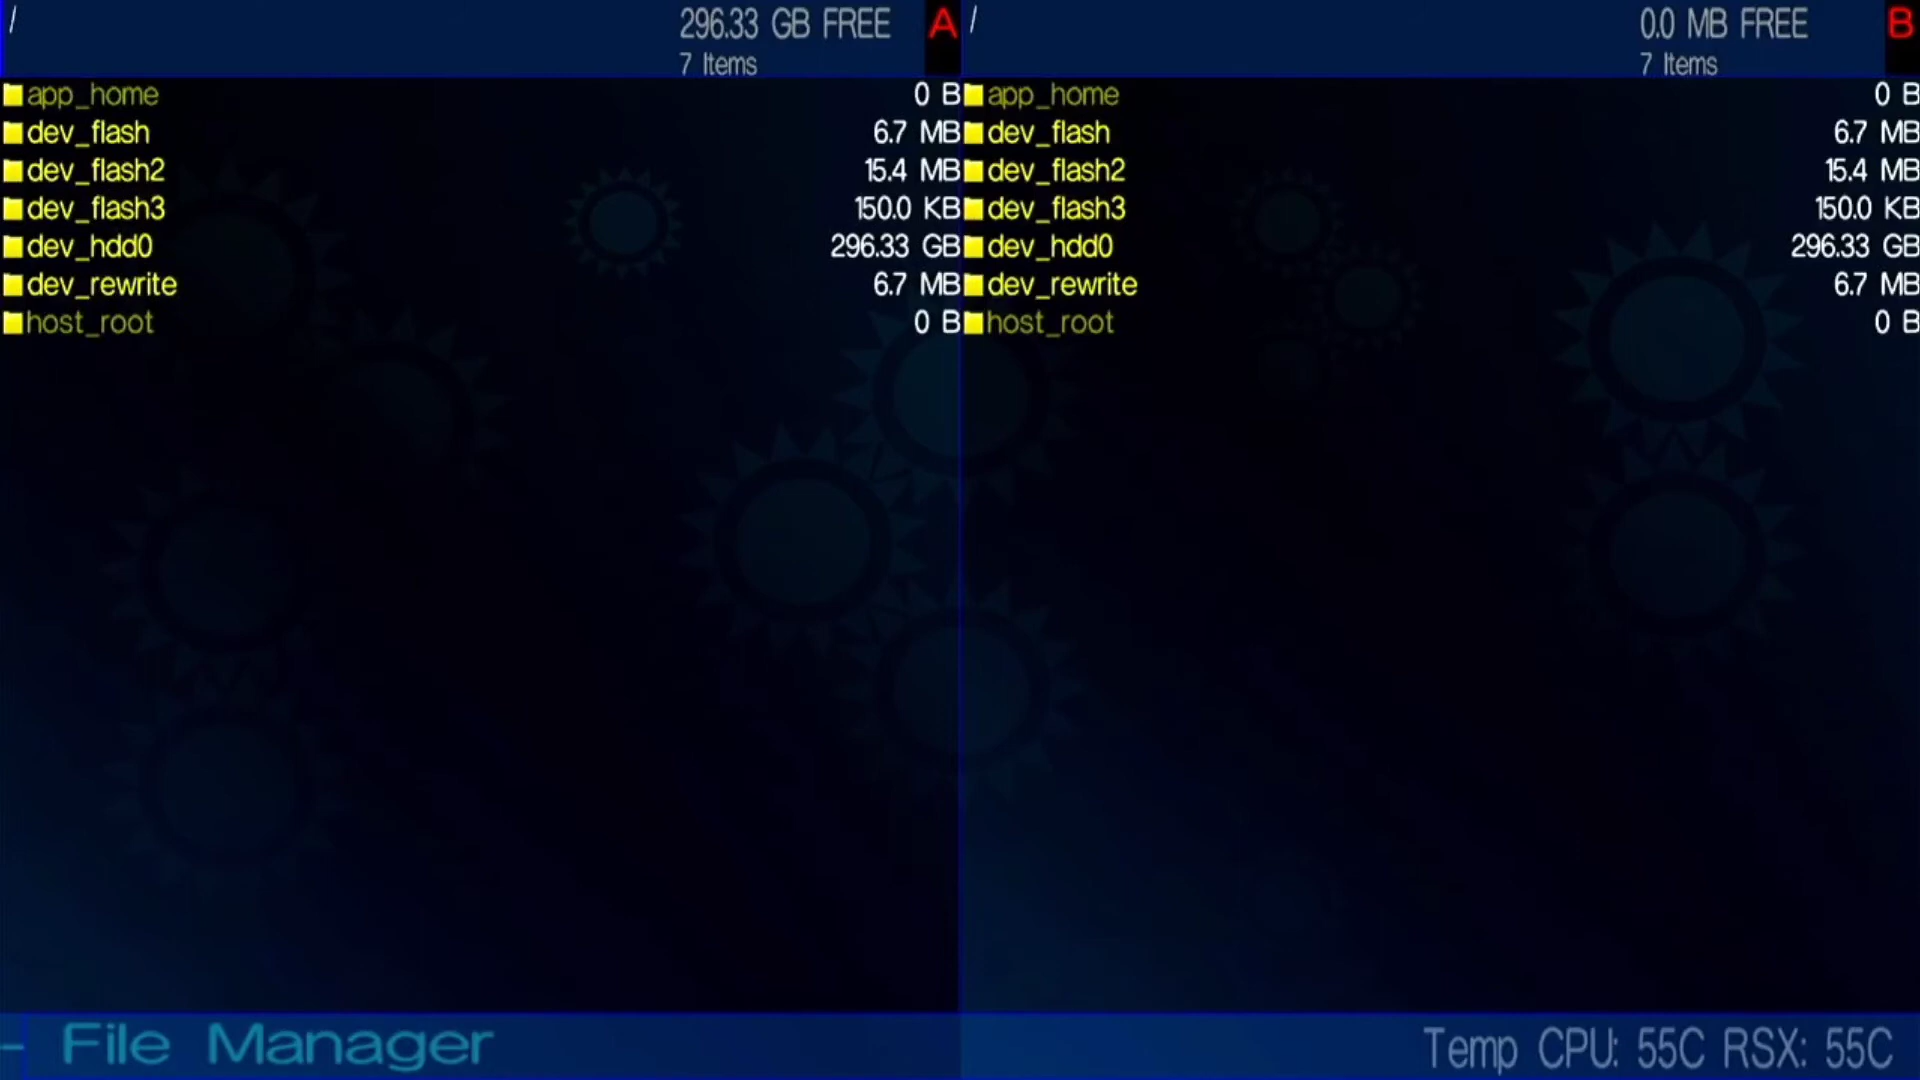 / 296.33 GB FREE A
7 Items
app_home 0 B
dev_flash 6.7 MB
dev_flash2 15.4 MB
dev_flash3 150.0 KB
dev_hdd0 296.33 GB
dev_rewrite 6.7 MB
host_root 0 B
/ 0.0 MB FREE B
7 Items
app_home 0 B
dev_flash 6.7 MB
dev_flash2 15.4 MB
dev_flash3 150.0 KB
dev_hdd0 296.33 GB
dev_rewrite 6.7 MB
host_root 0 B
- File Manager
Temp CPU: 55C RSX: 55C